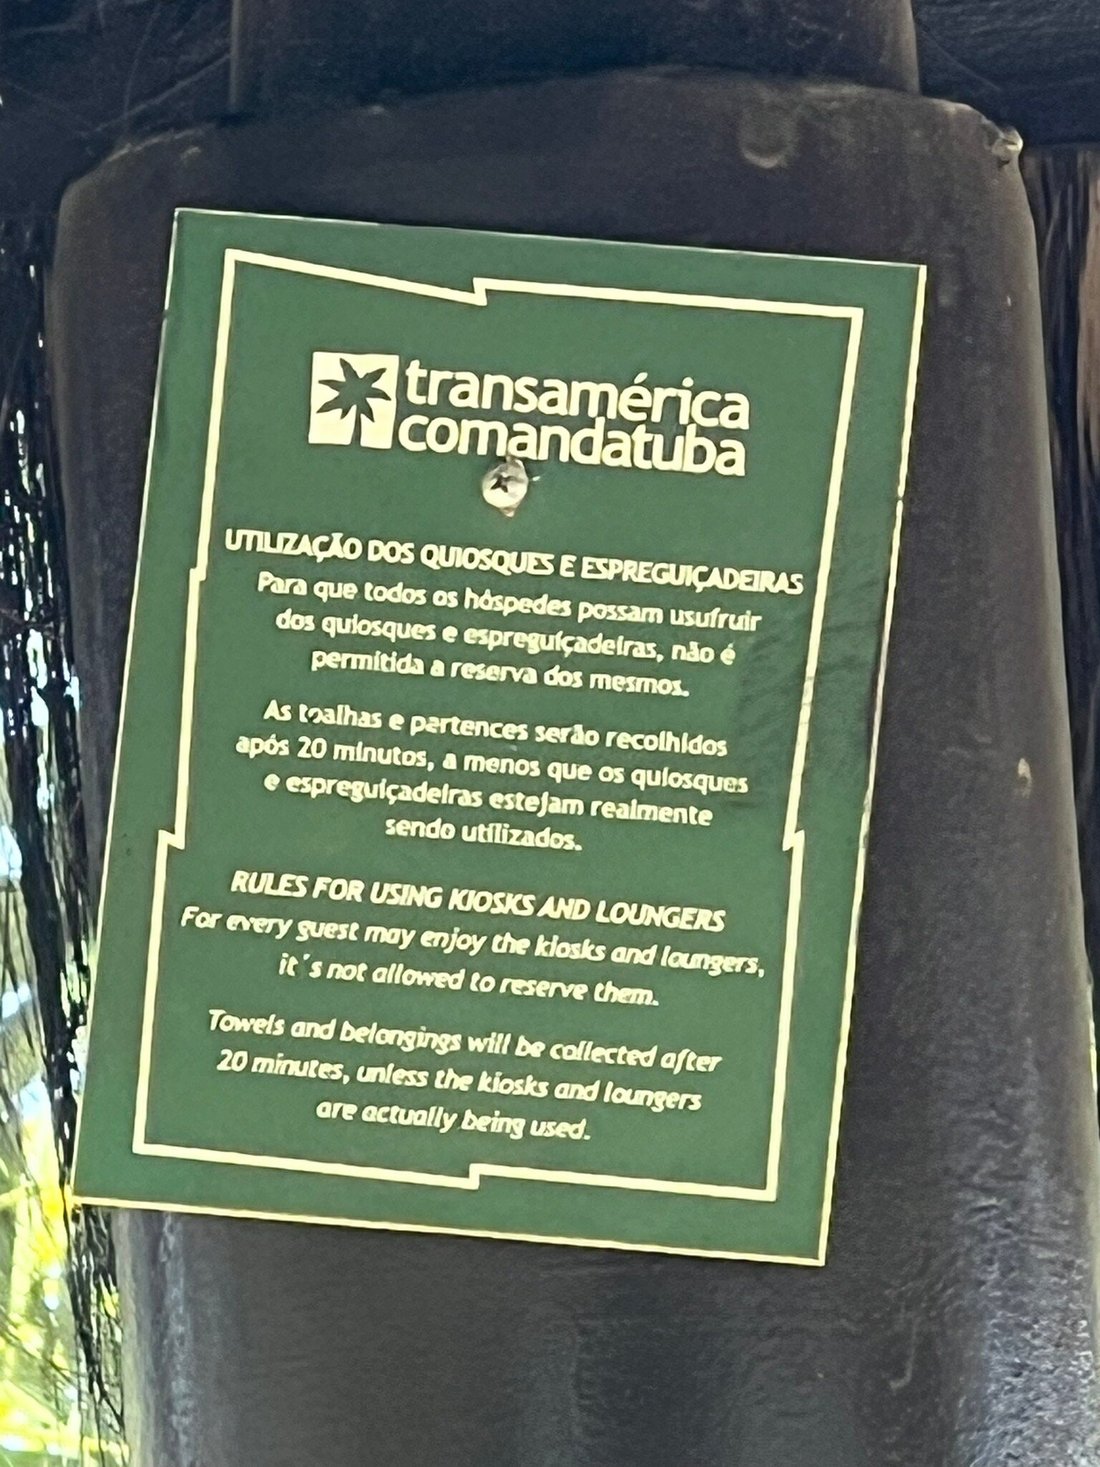 transamérica
comandatuba
UTILIZAÇÃO DOS QUIOSQUES E ESPREGUIÇADEIRAS
Para que todos os hóspedes possam usufruir
dos quiosques e espreguiçadeiras, não é
permitida a reserva dos mesmos.
As toalhas e pertences serão recolhidos
após 20 minutos, a menos que os quiosques
e espreguiçadeiras estejam realmente
sendo utilizados.
RULES FOR USING KIOSKS AND LOUNGERS
For every guest may enjoy the kiosks and loungers,
it´s not allowed to reserve them.
Towels and belongings will be collected after
20 minutes, unless the kiosks and loungers
are actually being used.